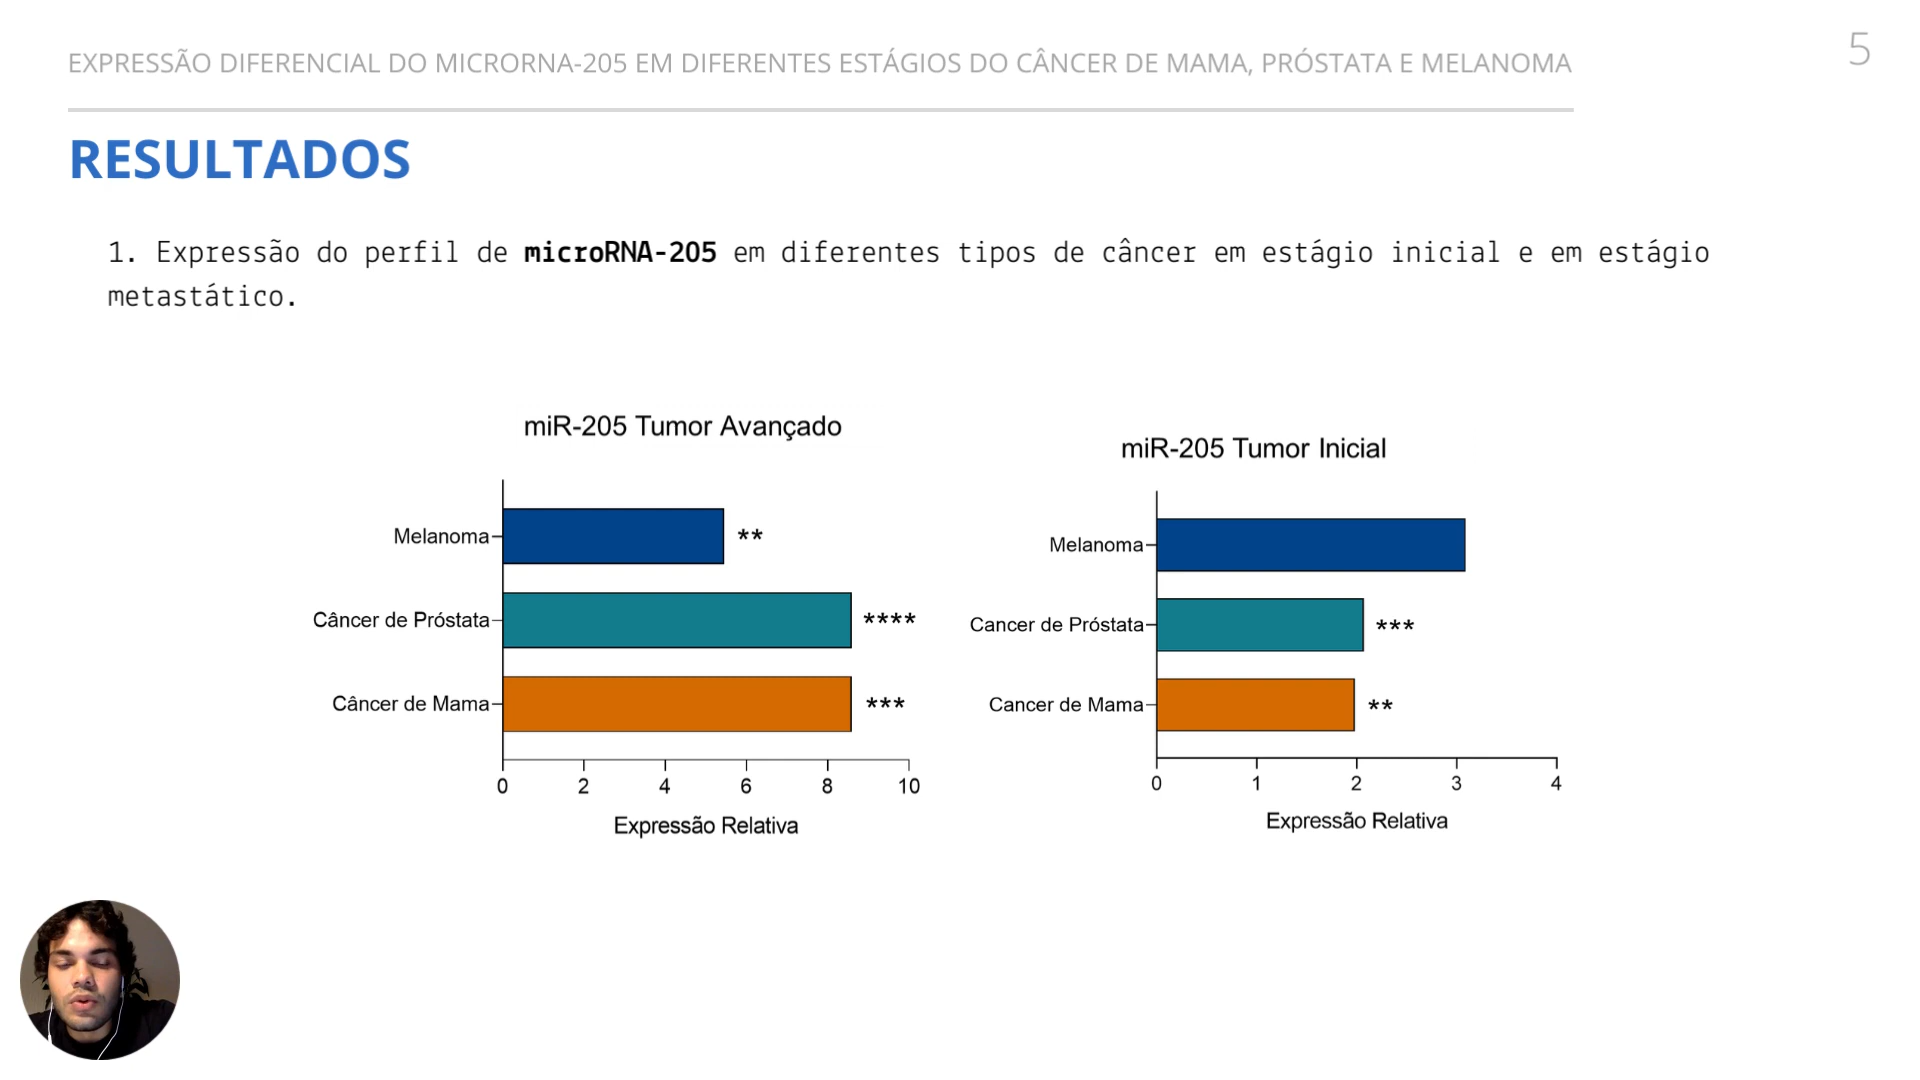 EXPRESSÃO DIFERENCIAL DO MICRORNA-205 EM DIFERENTES ESTÁGIOS DO CÂNCER DE MAMA, PRÓSTATA E MELANOMA
5
RESULTADOS
1. Expressão do perfil de microRNA-205 em diferentes tipos de câncer em estágio inicial e em estágio
metastático.
miR-205 Tumor Avançado
Melanoma
**
Câncer de Próstata
****
Câncer de Mama
***
0 2 4 6 8 10
Expressão Relativa
miR-205 Tumor Inicial
Melanoma
Cancer de Próstata
***
Cancer de Mama
**
0 1 2 3 4
Expressão Relativa